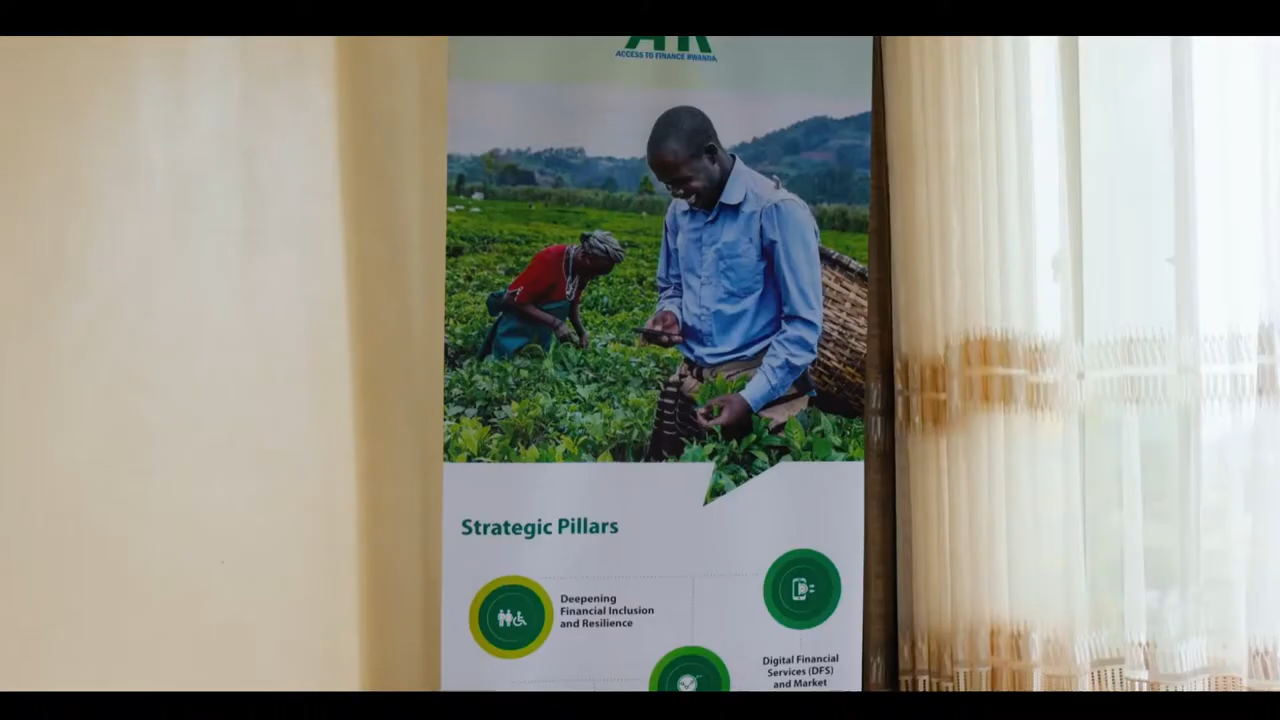 ACCESS TO FINANCE RWANDA
Strategic Pillars
Deepening
Financial Inclusion
and Resilience
Digital Financial
Services (DFS)
and Market